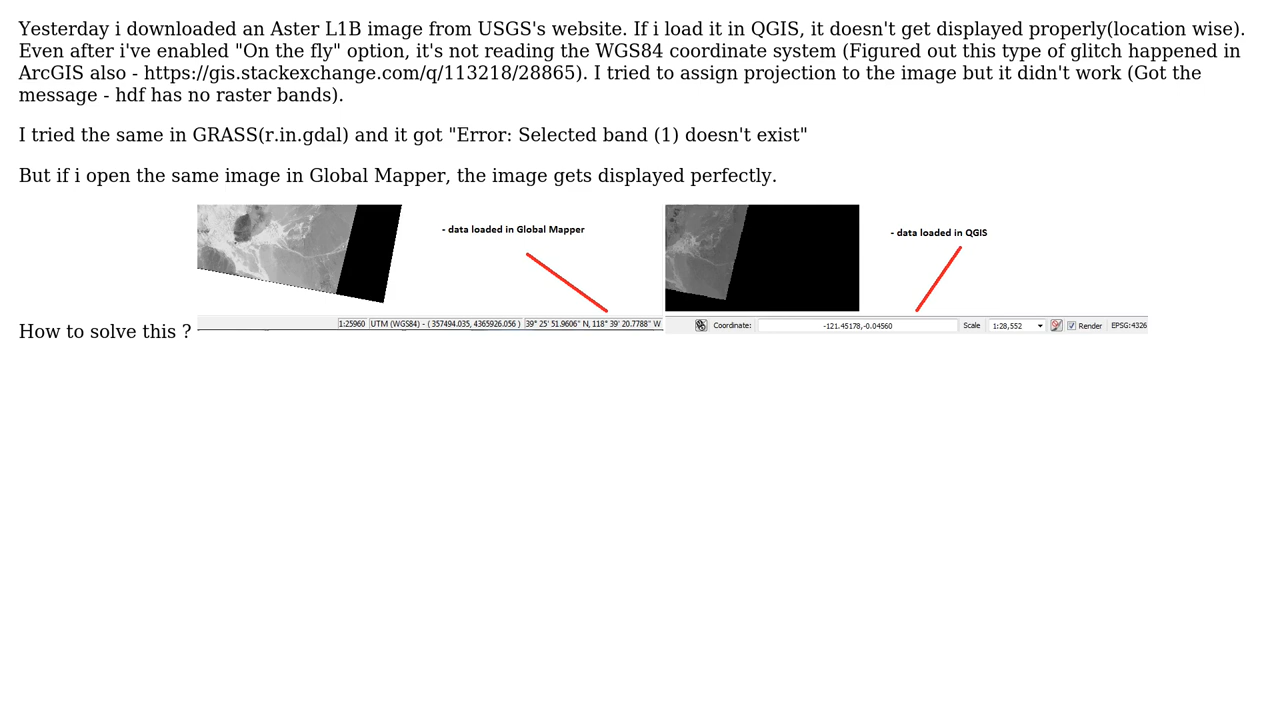 Yesterday i downloaded an Aster L1B image from USGS's website. If i load it in QGIS, it doesn't get displayed properly(location wise).
Even after i've enabled "On the fly" option, it's not reading the WGS84 coordinate system (Figured out this type of glitch happened in
ArcGIS also - https://gis.stackexchange.com/q/113218/28865). I tried to assign projection to the image but it didn't work (Got the
message - hdf has no raster bands).
I tried the same in GRASS(r.in.gdal) and it got "Error: Selected band (1) doesn't exist"
But if i open the same image in Global Mapper, the image gets displayed perfectly.
- data loaded in Global Mapper
- data loaded in QGIS
1:25960 UTM (WGS84) - ( 357494.035, 4365926.056 ) 39° 25' 51.9606" N, 118° 39' 20.7788" W
Coordinate: -121.45178,-0.04560 Scale 1:28,552 Render EPSG:4326
How to solve this ?